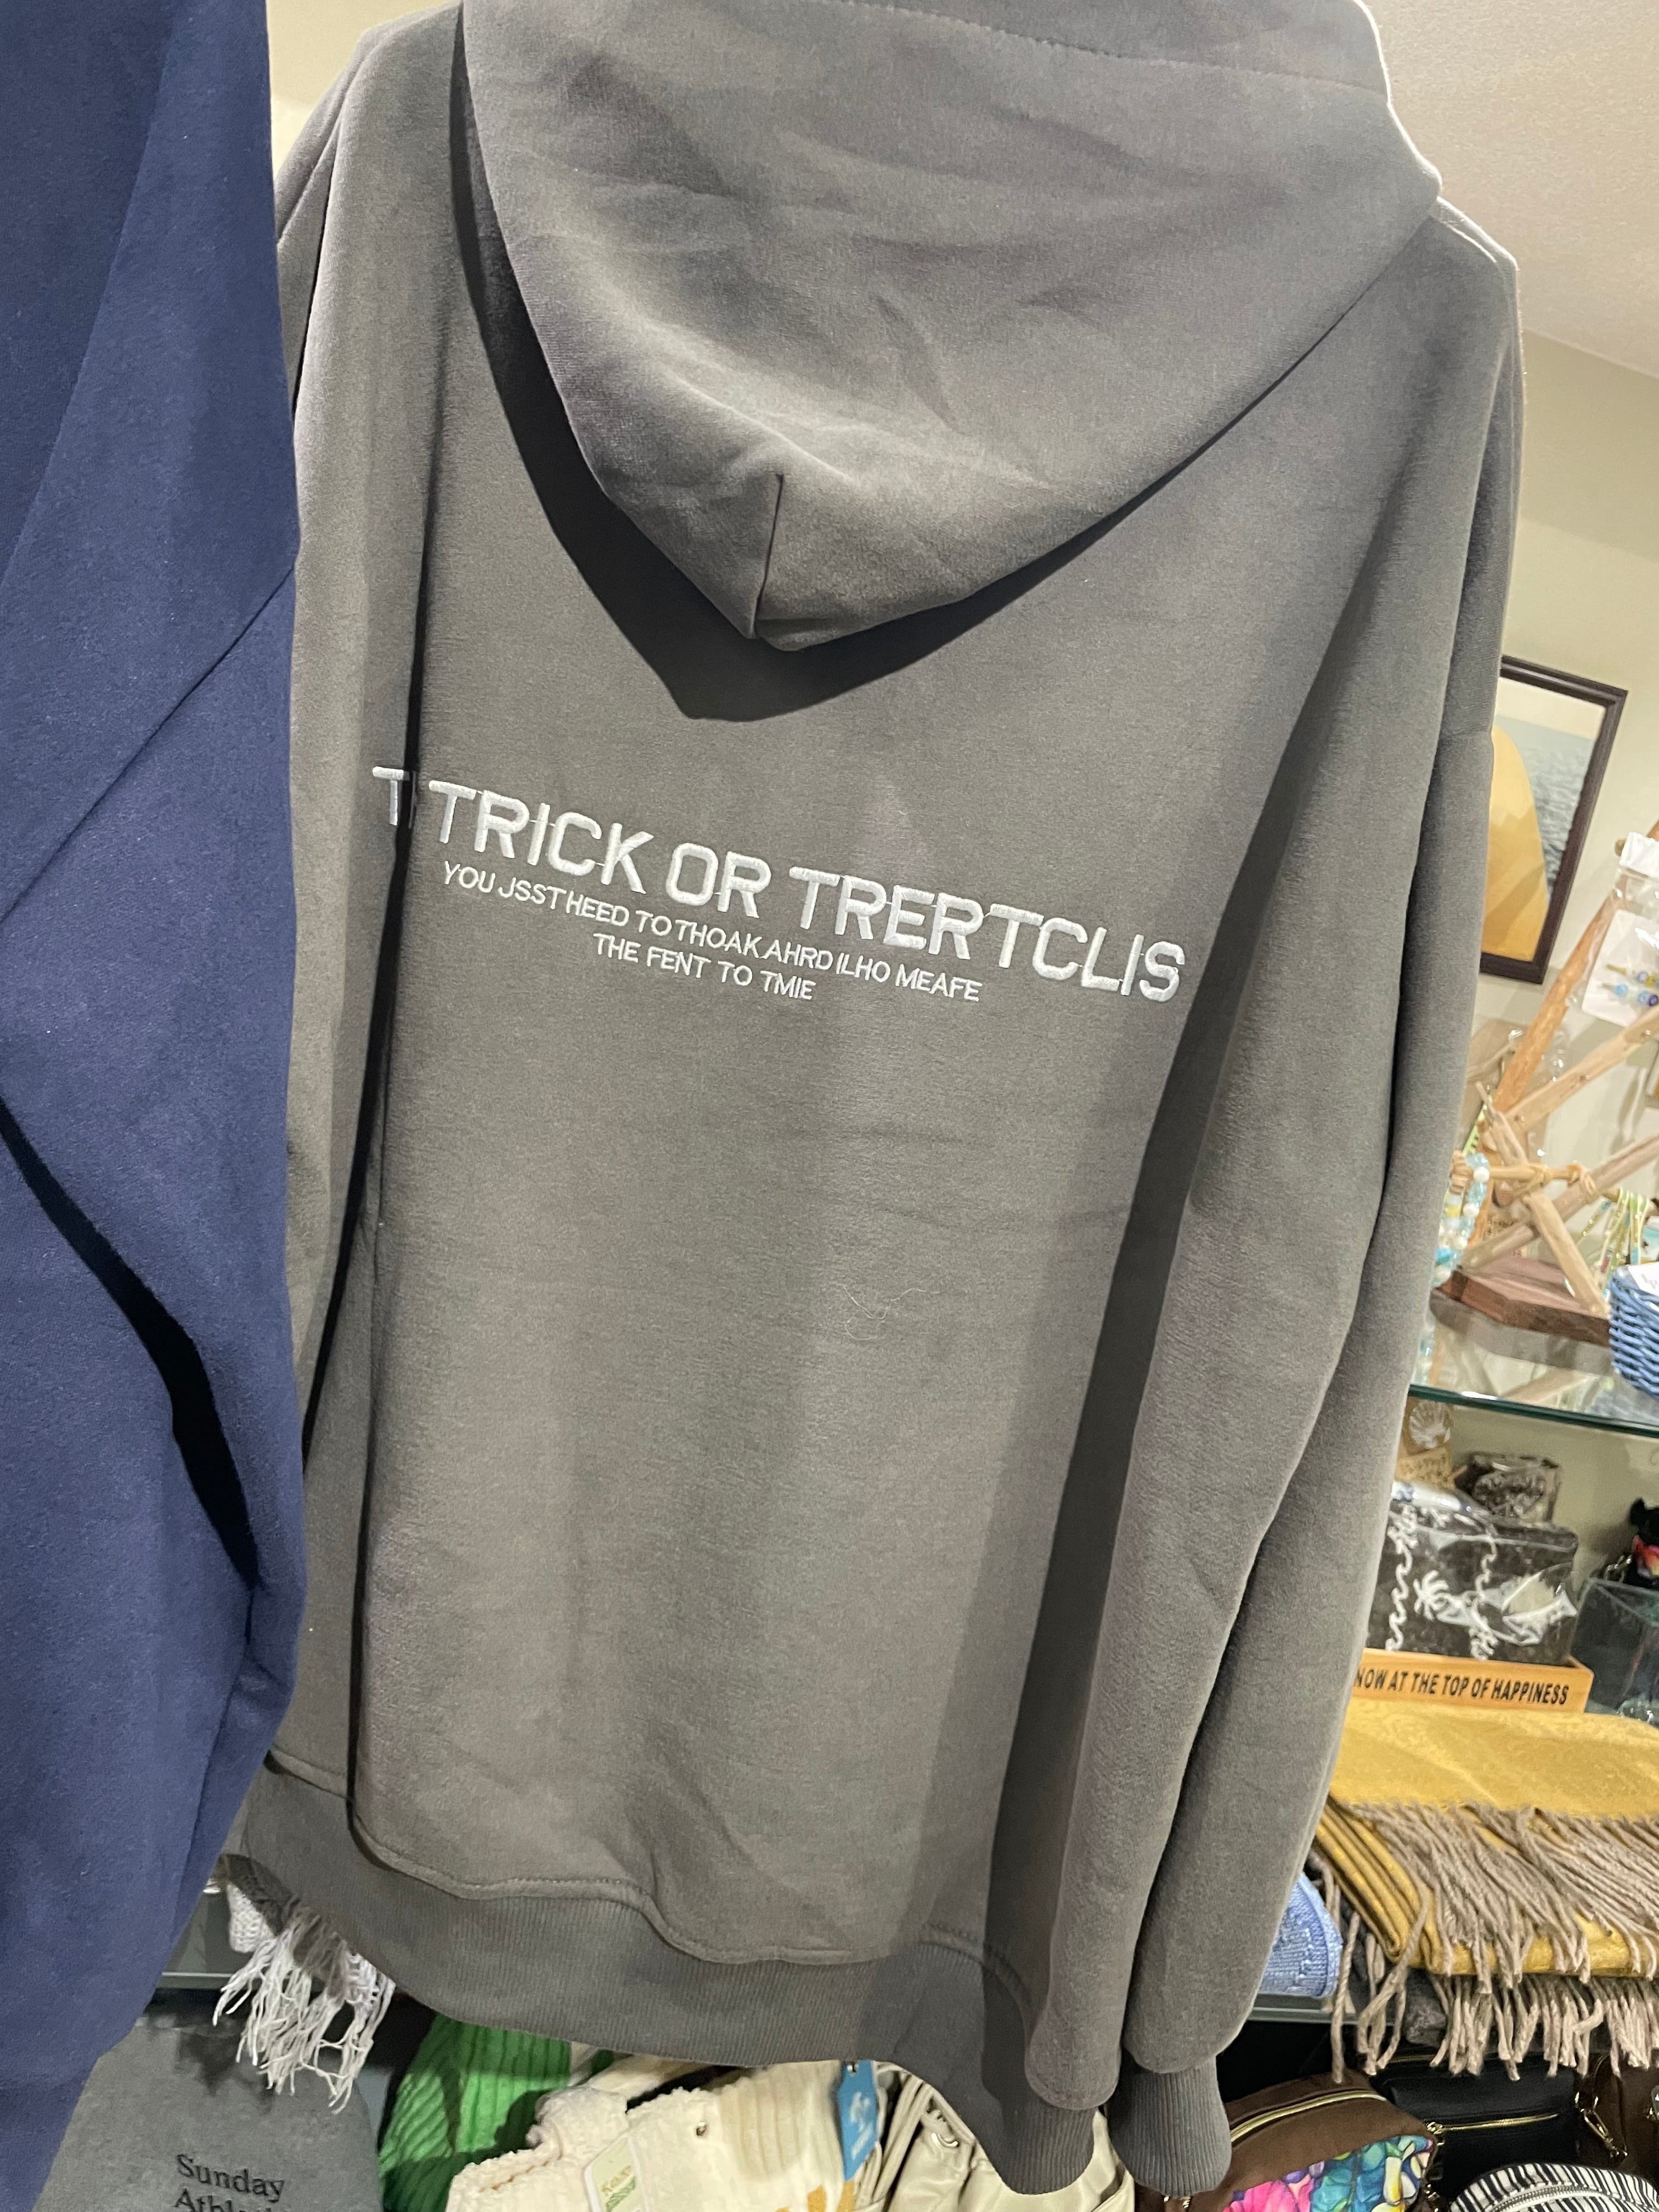 TRICK OR TRERTCLIS
YOU JSST HEED TO THOAK AHRD ILHO MEAFE
THE FENT TO TMIE
NOW AT THE TOP OF HAPPINESS
Sunday